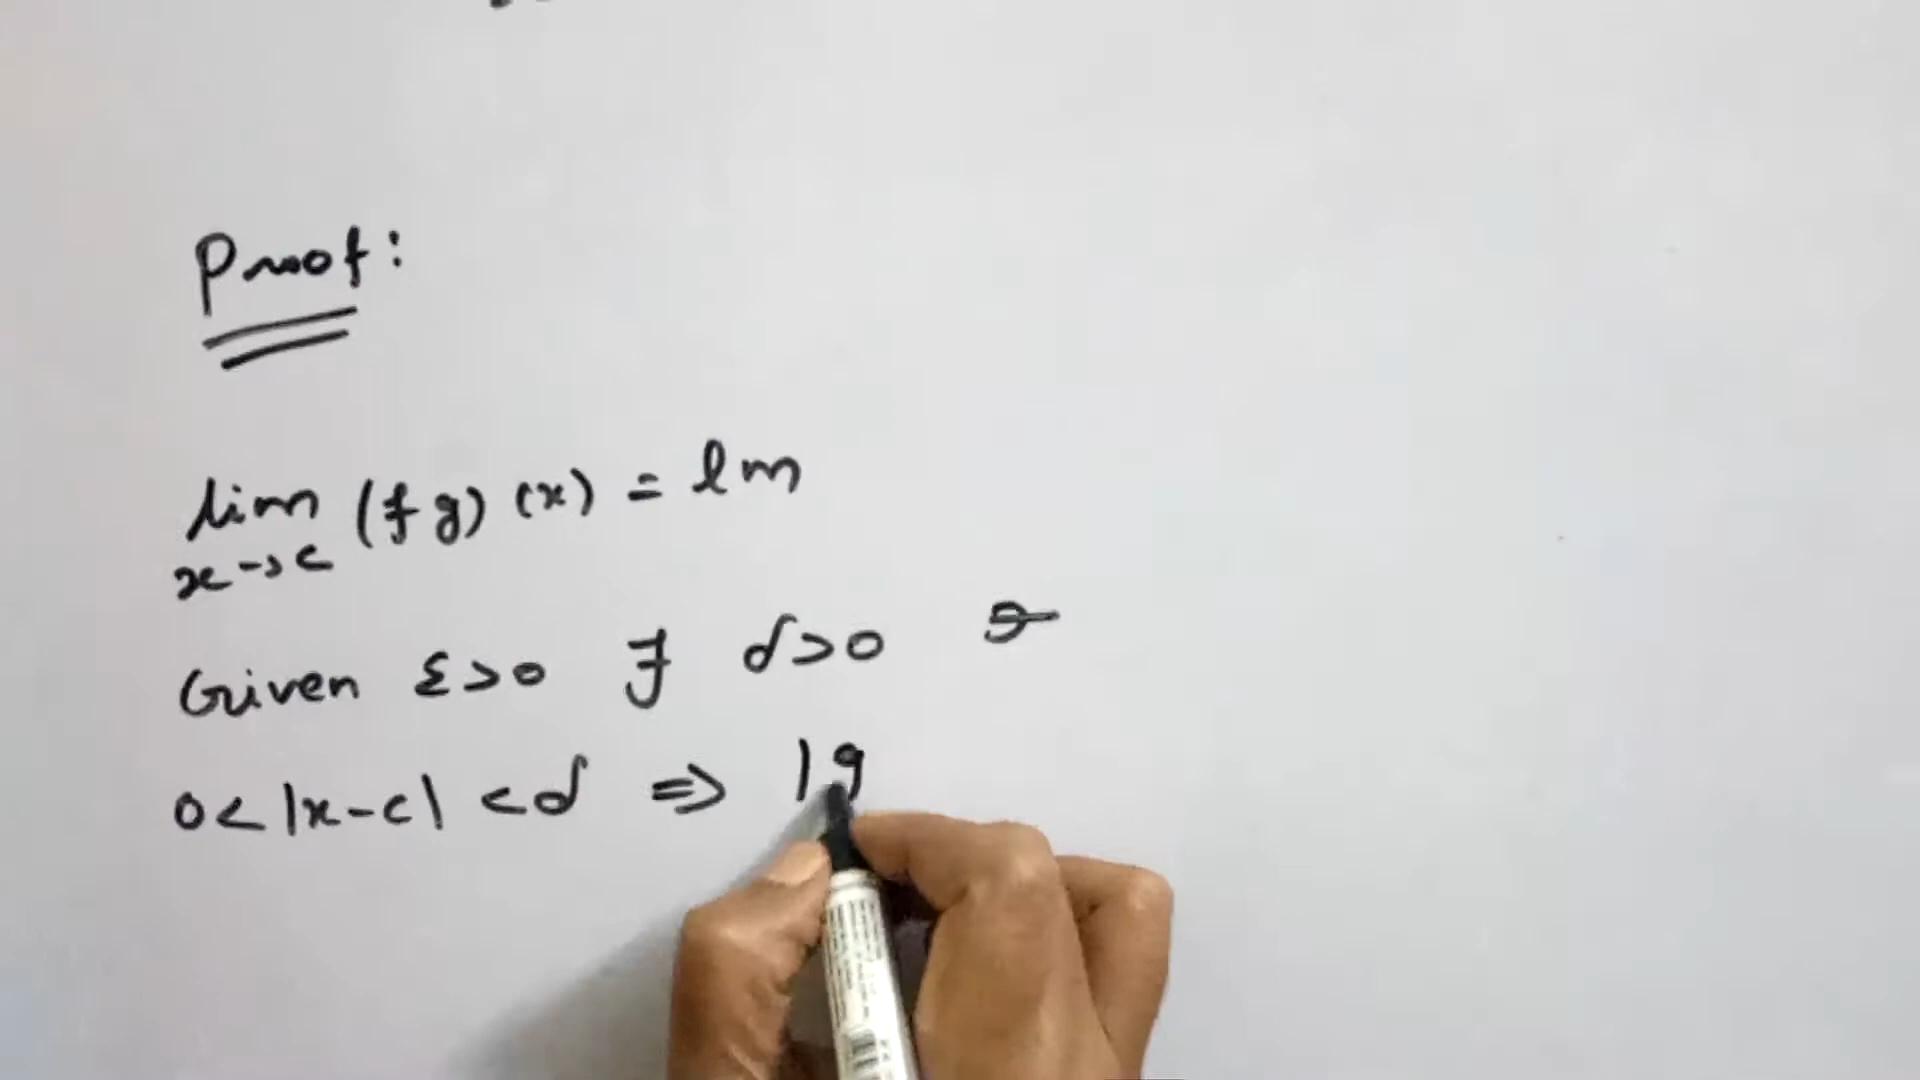 Proof:
lim (fg)(x) = lm
x→c
Given ε>0 ∃ δ>0 ∋
0<|x-c| <δ ⇒ |g